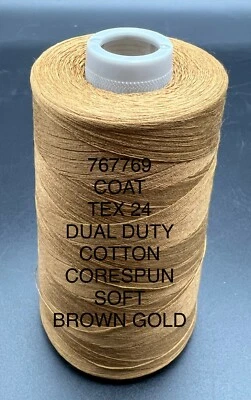 767769
COAT
TEX 24
DUAL DUTY
COTTON
CORESPUN
SOFT
BROWN GOLD